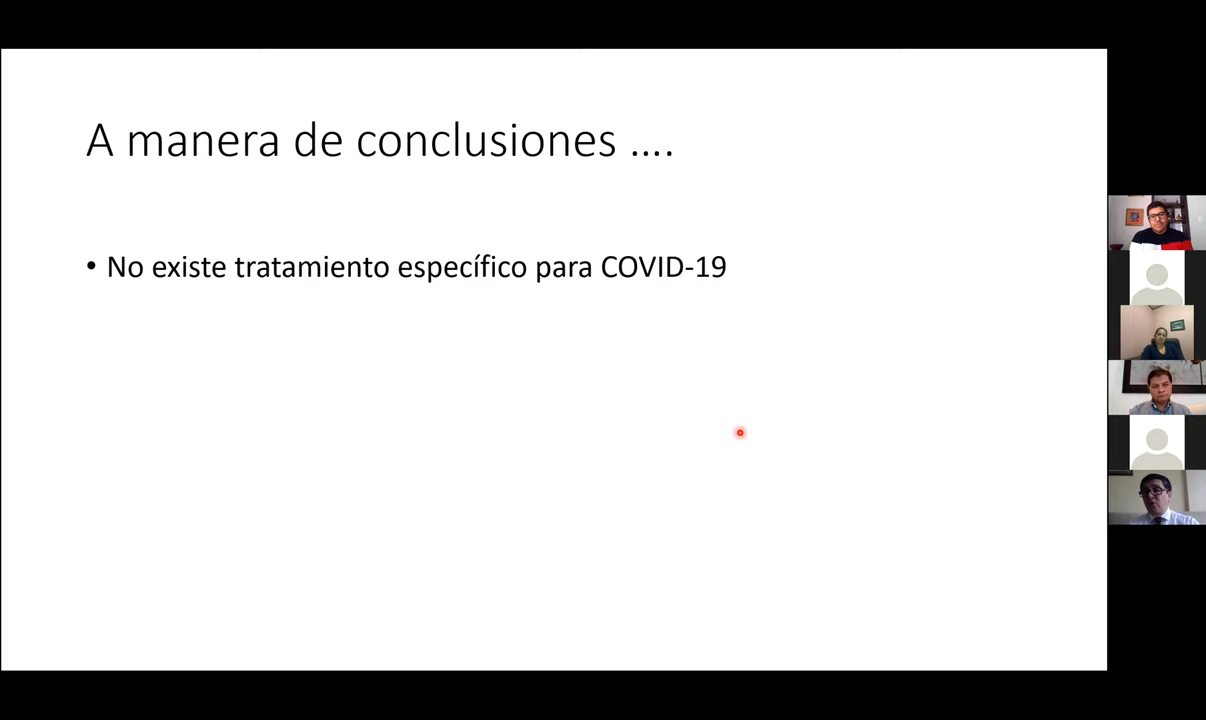 A manera de conclusiones ....
• No existe tratamiento específico para COVID-19